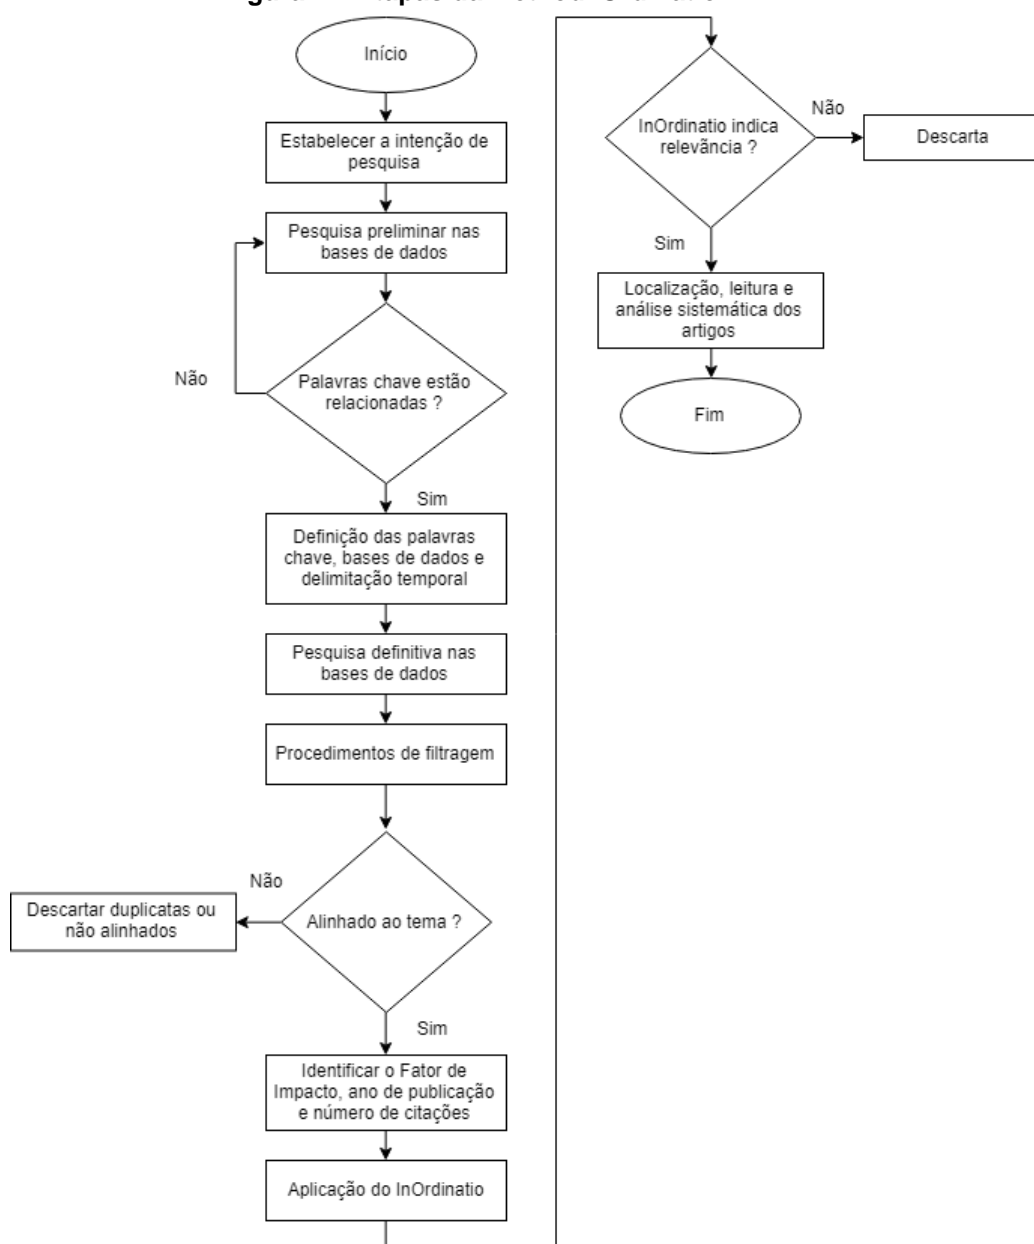 Início
Estabelecer a intenção de
pesquisa
Pesquisa preliminar nas
bases de dados
Não
Palavras chave estão
relacionadas ?
Sim
Definição das palavras
chave, bases de dados e
delimitação temporal
Pesquisa definitiva nas
bases de dados
Procedimentos de filtragem
Não
Descartar duplicatas ou
não alinhados
Alinhado ao tema ?
Sim
Identificar o Fator de
Impacto, ano de publicação
e número de citações
Aplicação do InOrdinatio
InOrdinatio indica
relevãncia ?
Não
Descarta
Sim
Localização, leitura e
análise sistemática dos
artigos
Fim